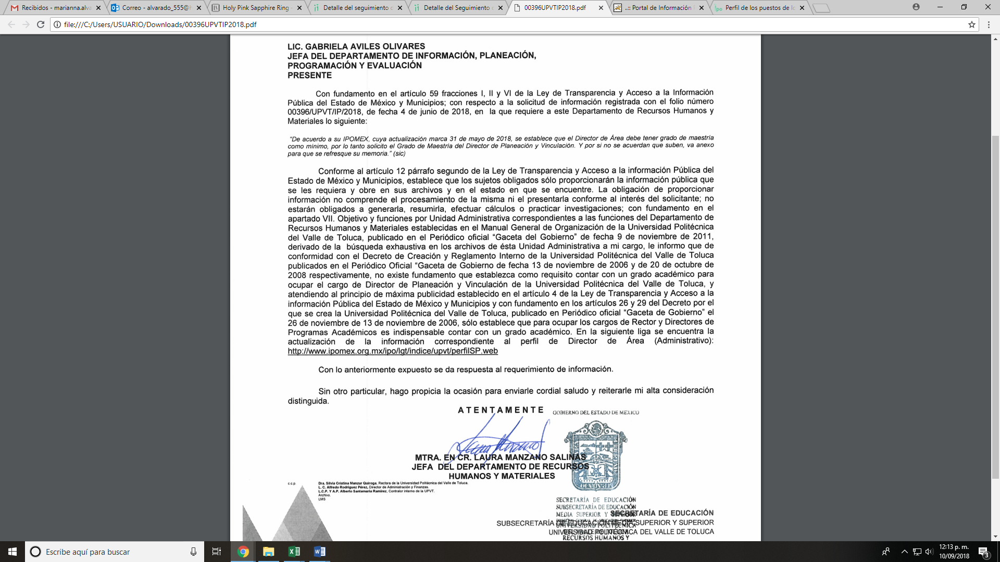 Recibidos - marianna.alva
Correo - alvarado_555@h
Holy Pink Sapphire Ring -
Detalle del seguimiento d
Detalle del Seguimiento d
00396UPVTIP2018.pdf
..:: Portal de Información
Perfil de los puestos de lo
file:///C:/Users/USUARIO/Downloads/00396UPVTIP2018.pdf
LIC. GABRIELA AVILES OLIVARES
JEFA DEL DEPARTAMENTO DE INFORMACIÓN, PLANEACIÓN,
PROGRAMACIÓN Y EVALUACIÓN
PRESENTE
Con fundamento en el artículo 59 fracciones I, II y VI de la Ley de Transparencia y Acceso a la Información
Pública del Estado de México y Municipios; con respecto a la solicitud de información registrada con el folio número
00396/UPVT/IP/2018, de fecha 4 de junio de 2018, en la que requiere a este Departamento de Recursos Humanos y
Materiales lo siguiente:
"De acuerdo a su IPOMEX, cuya actualización marca 31 de mayo de 2018, se establece que el Director de Área debe tener grado de maestría
como mínimo, por lo tanto solicito el Grado de Maestría del Director de Planeación y Vinculación. Y por si no se acuerdan que suben, va anexo
para que se refresque su memoria." (sic)
Conforme al artículo 12 párrafo segundo de la Ley de Transparencia y Acceso a la información Pública del
Estado de México y Municipios, establece que los sujetos obligados sólo proporcionarán la información pública que
se les requiera y obre en sus archivos y en el estado en que se encuentre. La obligación de proporcionar
información no comprende el procesamiento de la misma ni el presentarla conforme al interés del solicitante; no
estarán obligados a generarla, resumirla, efectuar cálculos o practicar investigaciones; con fundamento en el
apartado VII. Objetivo y funciones por Unidad Administrativa correspondientes a las funciones del Departamento de
Recursos Humanos y Materiales establecidas en el Manual General de Organización de la Universidad Politécnica
del Valle de Toluca, publicado en el Periódico oficial “Gaceta del Gobierno” de fecha 9 de noviembre de 2011,
derivado de la búsqueda exhaustiva en los archivos de ésta Unidad Administrativa a mi cargo, le informo que de
conformidad con el Decreto de Creación y Reglamento Interno de la Universidad Politécnica del Valle de Toluca
publicados en el Periódico Oficial “Gaceta de Gobierno de fecha 13 de noviembre de 2006 y de 20 de octubre de
2008 respectivamente, no existe fundamento que establezca como requisito contar con un grado académico para
ocupar el cargo de Director de Planeación y Vinculación de la Universidad Politécnica del Valle de Toluca, y
atendiendo al principio de máxima publicidad establecido en el artículo 4 de la Ley de Transparencia y Acceso a la
información Pública del Estado de México y Municipios y con fundamento en los artículos 26 y 29 del Decreto por el
que se crea la Universidad Politécnica del Valle de Toluca, publicado en Periódico oficial “Gaceta de Gobierno” el
26 de noviembre de 13 de noviembre de 2006, sólo establece que para ocupar los cargos de Rector y Directores de
Programas Académicos es indispensable contar con un grado académico. En la siguiente liga se encuentra la
actualización de la información correspondiente al perfil de Director de Área (Administrativo):
http://www.ipomex.org.mx/ipo/lgt/indice/upvt/perfilSP.web
Con lo anteriormente expuesto se da respuesta al requerimiento de información.
Sin otro particular, hago propicia la ocasión para enviarle cordial saludo y reiterarle mi alta consideración
distinguida.
A T E N T A M E N T E
GOBIERNO DEL ESTADO DE MEXICO
MTRA. EN CR. LAURA MANZANO SALINAS
JEFA DEL DEPARTAMENTO DE RECURSOS
HUMANOS Y MATERIALES
c.c.p. Dra. Silvia Cristina Manzur Quiroga, Rectora de la Universidad Politécnica del Valle de Toluca.
L. C. Alfredo Rodríguez Pérez, Director de Administración y Finanzas.
L.C.P. Y A.P. Alberto Santamaría Ramírez, Contralor interno de la UPVT.
Archivo.
LMS
SECRETARÍA DE EDUCACIÓN
SUBSECRETARÍA DE EDUCACIÓN
MEDIA SUPERIOR Y SUPERIOR
UNIVERSIDAD POLITÉCNICA
DEL VALLE DE TOLUCA
RECURSOS HUMANOS Y
SECRETARÍA DE EDUCACIÓN
SUBSECRETARÍA DE EDUCACIÓN MEDIA SUPERIOR Y SUPERIOR
UNIVERSIDAD POLITÉCNICA DEL VALLE DE TOLUCA
Escribe aquí para buscar
12:13 p. m.
10/09/2018
3